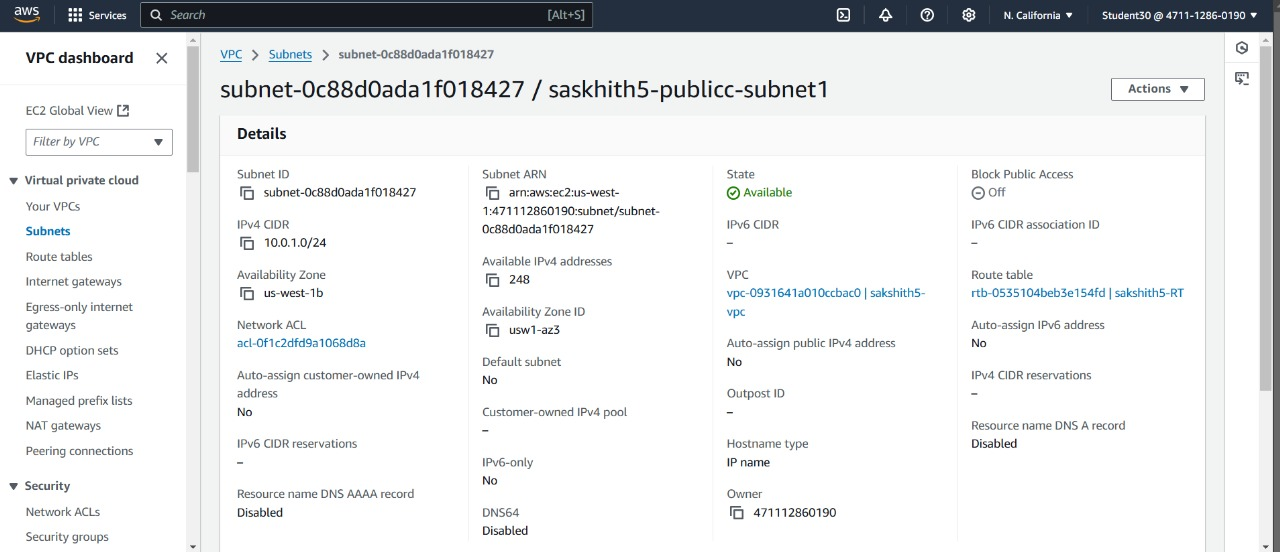 aws
Services
Search
[Alt+S]
N. California
Student30 @ 4711-1286-0190
VPC dashboard
EC2 Global View
Filter by VPC
Virtual private cloud
Your VPCs
Subnets
Route tables
Internet gateways
Egress-only internet
gateways
DHCP option sets
Elastic IPs
Managed prefix lists
NAT gateways
Peering connections
Security
Network ACLs
Security groups
VPC
Subnets
subnet-0c88d0ada1f018427
subnet-0c88d0ada1f018427 / saskhith5-publicc-subnet1
Actions
Details
Subnet ID
subnet-0c88d0ada1f018427
IPv4 CIDR
10.0.1.0/24
Availability Zone
us-west-1b
Network ACL
acl-0f1c2dfd9a1068d8a
Auto-assign customer-owned IPv4
address
No
IPv6 CIDR reservations
–
Resource name DNS AAAA record
Disabled
Subnet ARN
arn:aws:ec2:us-west-
1:471112860190:subnet/subnet-
0c88d0ada1f018427
Available IPv4 addresses
248
Availability Zone ID
usw1-az3
Default subnet
No
Customer-owned IPv4 pool
–
IPv6-only
No
DNS64
Disabled
State
Available
IPv6 CIDR
–
VPC
vpc-0931641a010ccbac0 | sakshith5-
vpc
Auto-assign public IPv4 address
No
Outpost ID
–
Hostname type
IP name
Owner
471112860190
Block Public Access
Off
IPv6 CIDR association ID
–
Route table
rtb-0535104beb3e154fd | sakshith5-RT
Auto-assign IPv6 address
No
IPv4 CIDR reservations
–
Resource name DNS A record
Disabled